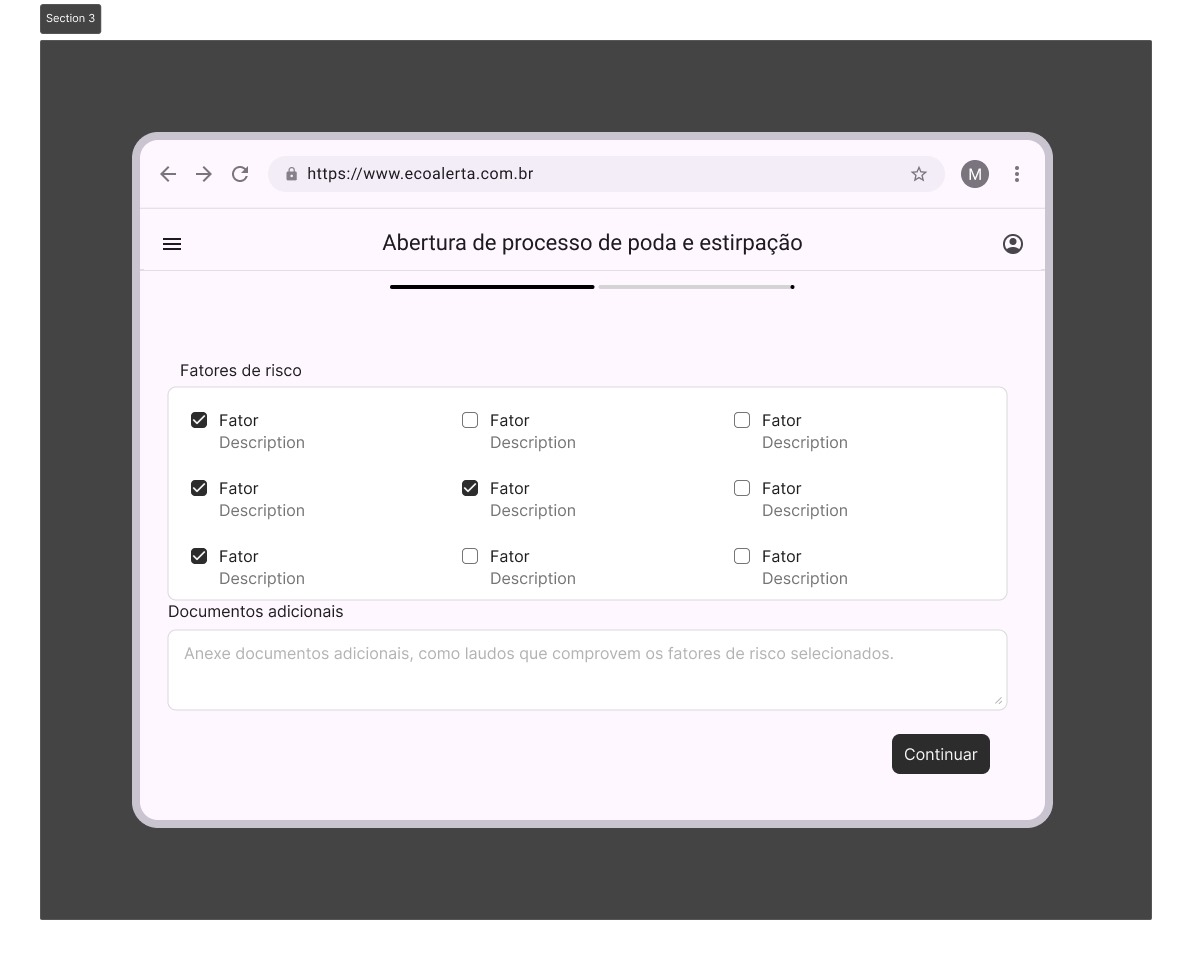 Section 3
https://www.ecoalerta.com.br
M
Abertura de processo de poda e estirpação
Fatores de risco
Fator
Description
Fator
Description
Fator
Description
Fator
Description
Fator
Description
Fator
Description
Fator
Description
Fator
Description
Fator
Description
Documentos adicionais
Anexe documentos adicionais, como laudos que comprovem os fatores de risco selecionados.
Continuar